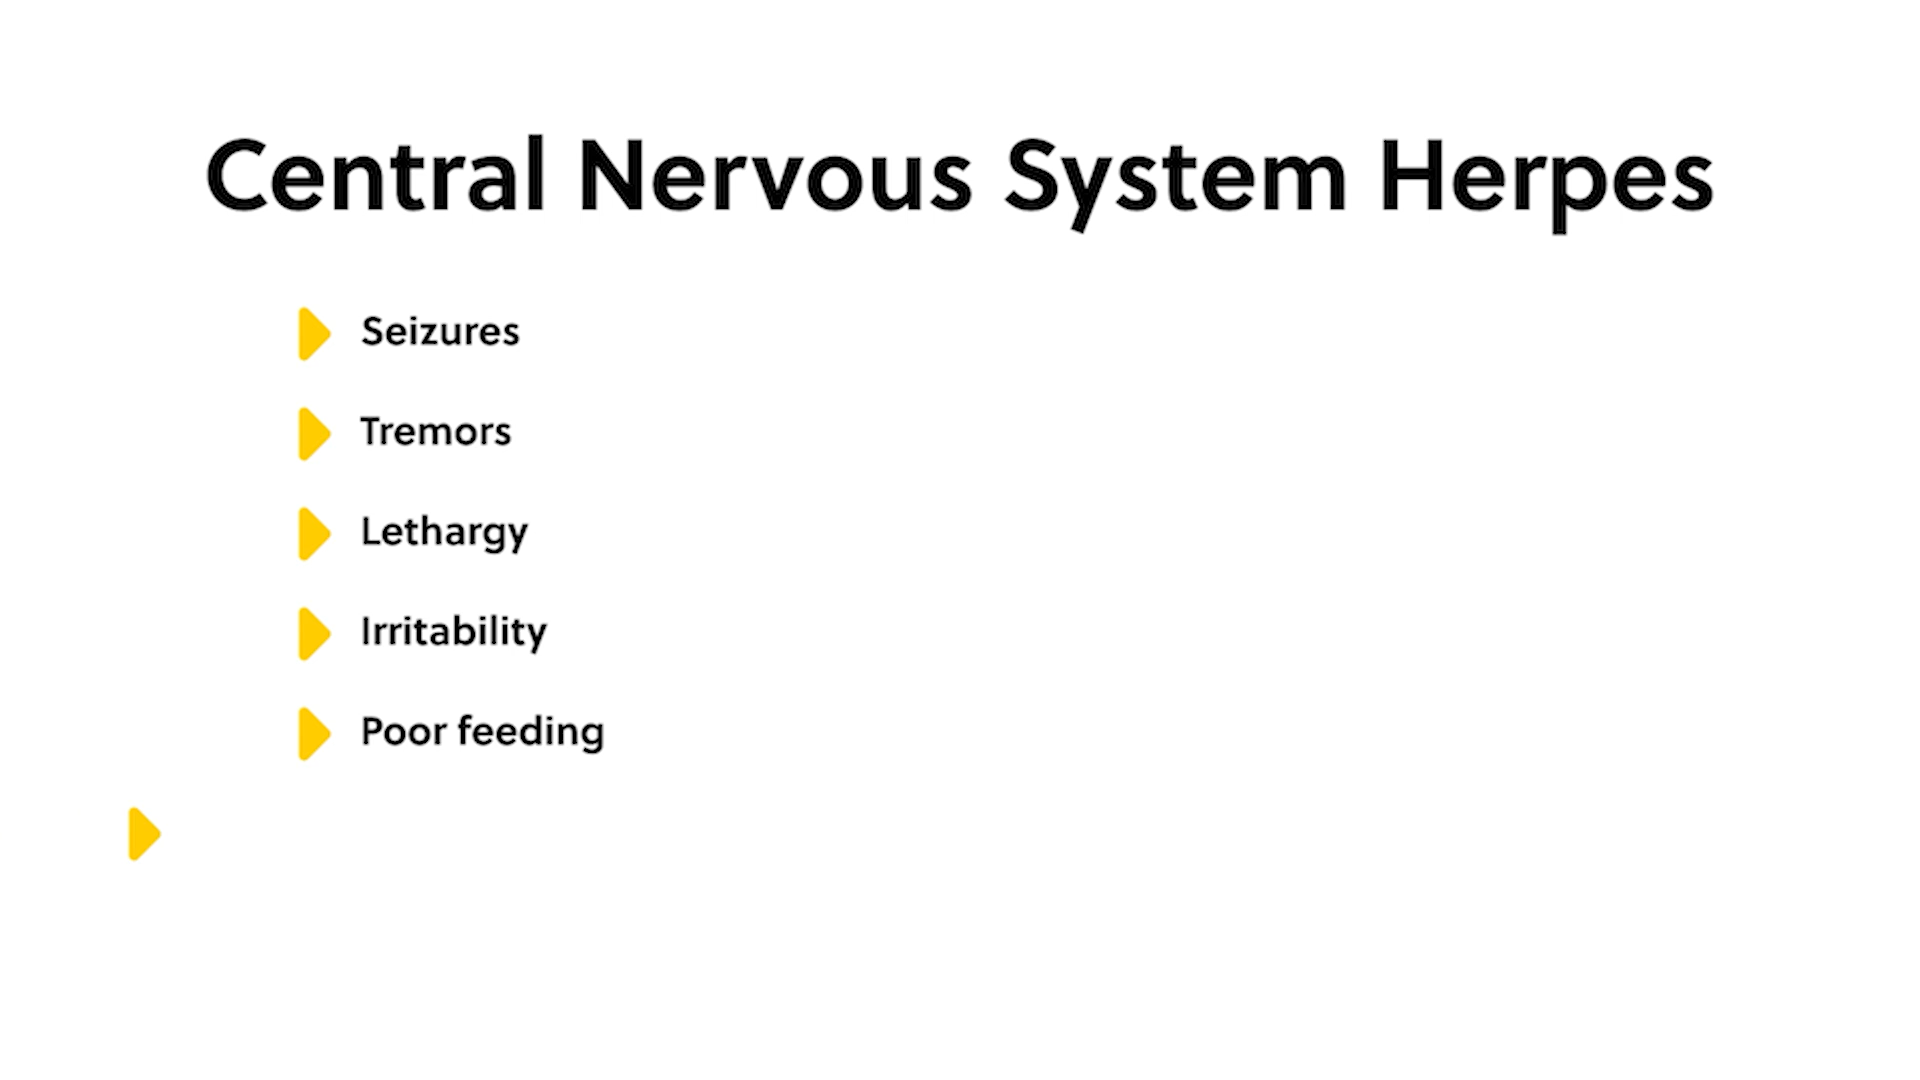 Central Nervous System Herpes
Seizures
Tremors
Lethargy
Irritability
Poor feeding